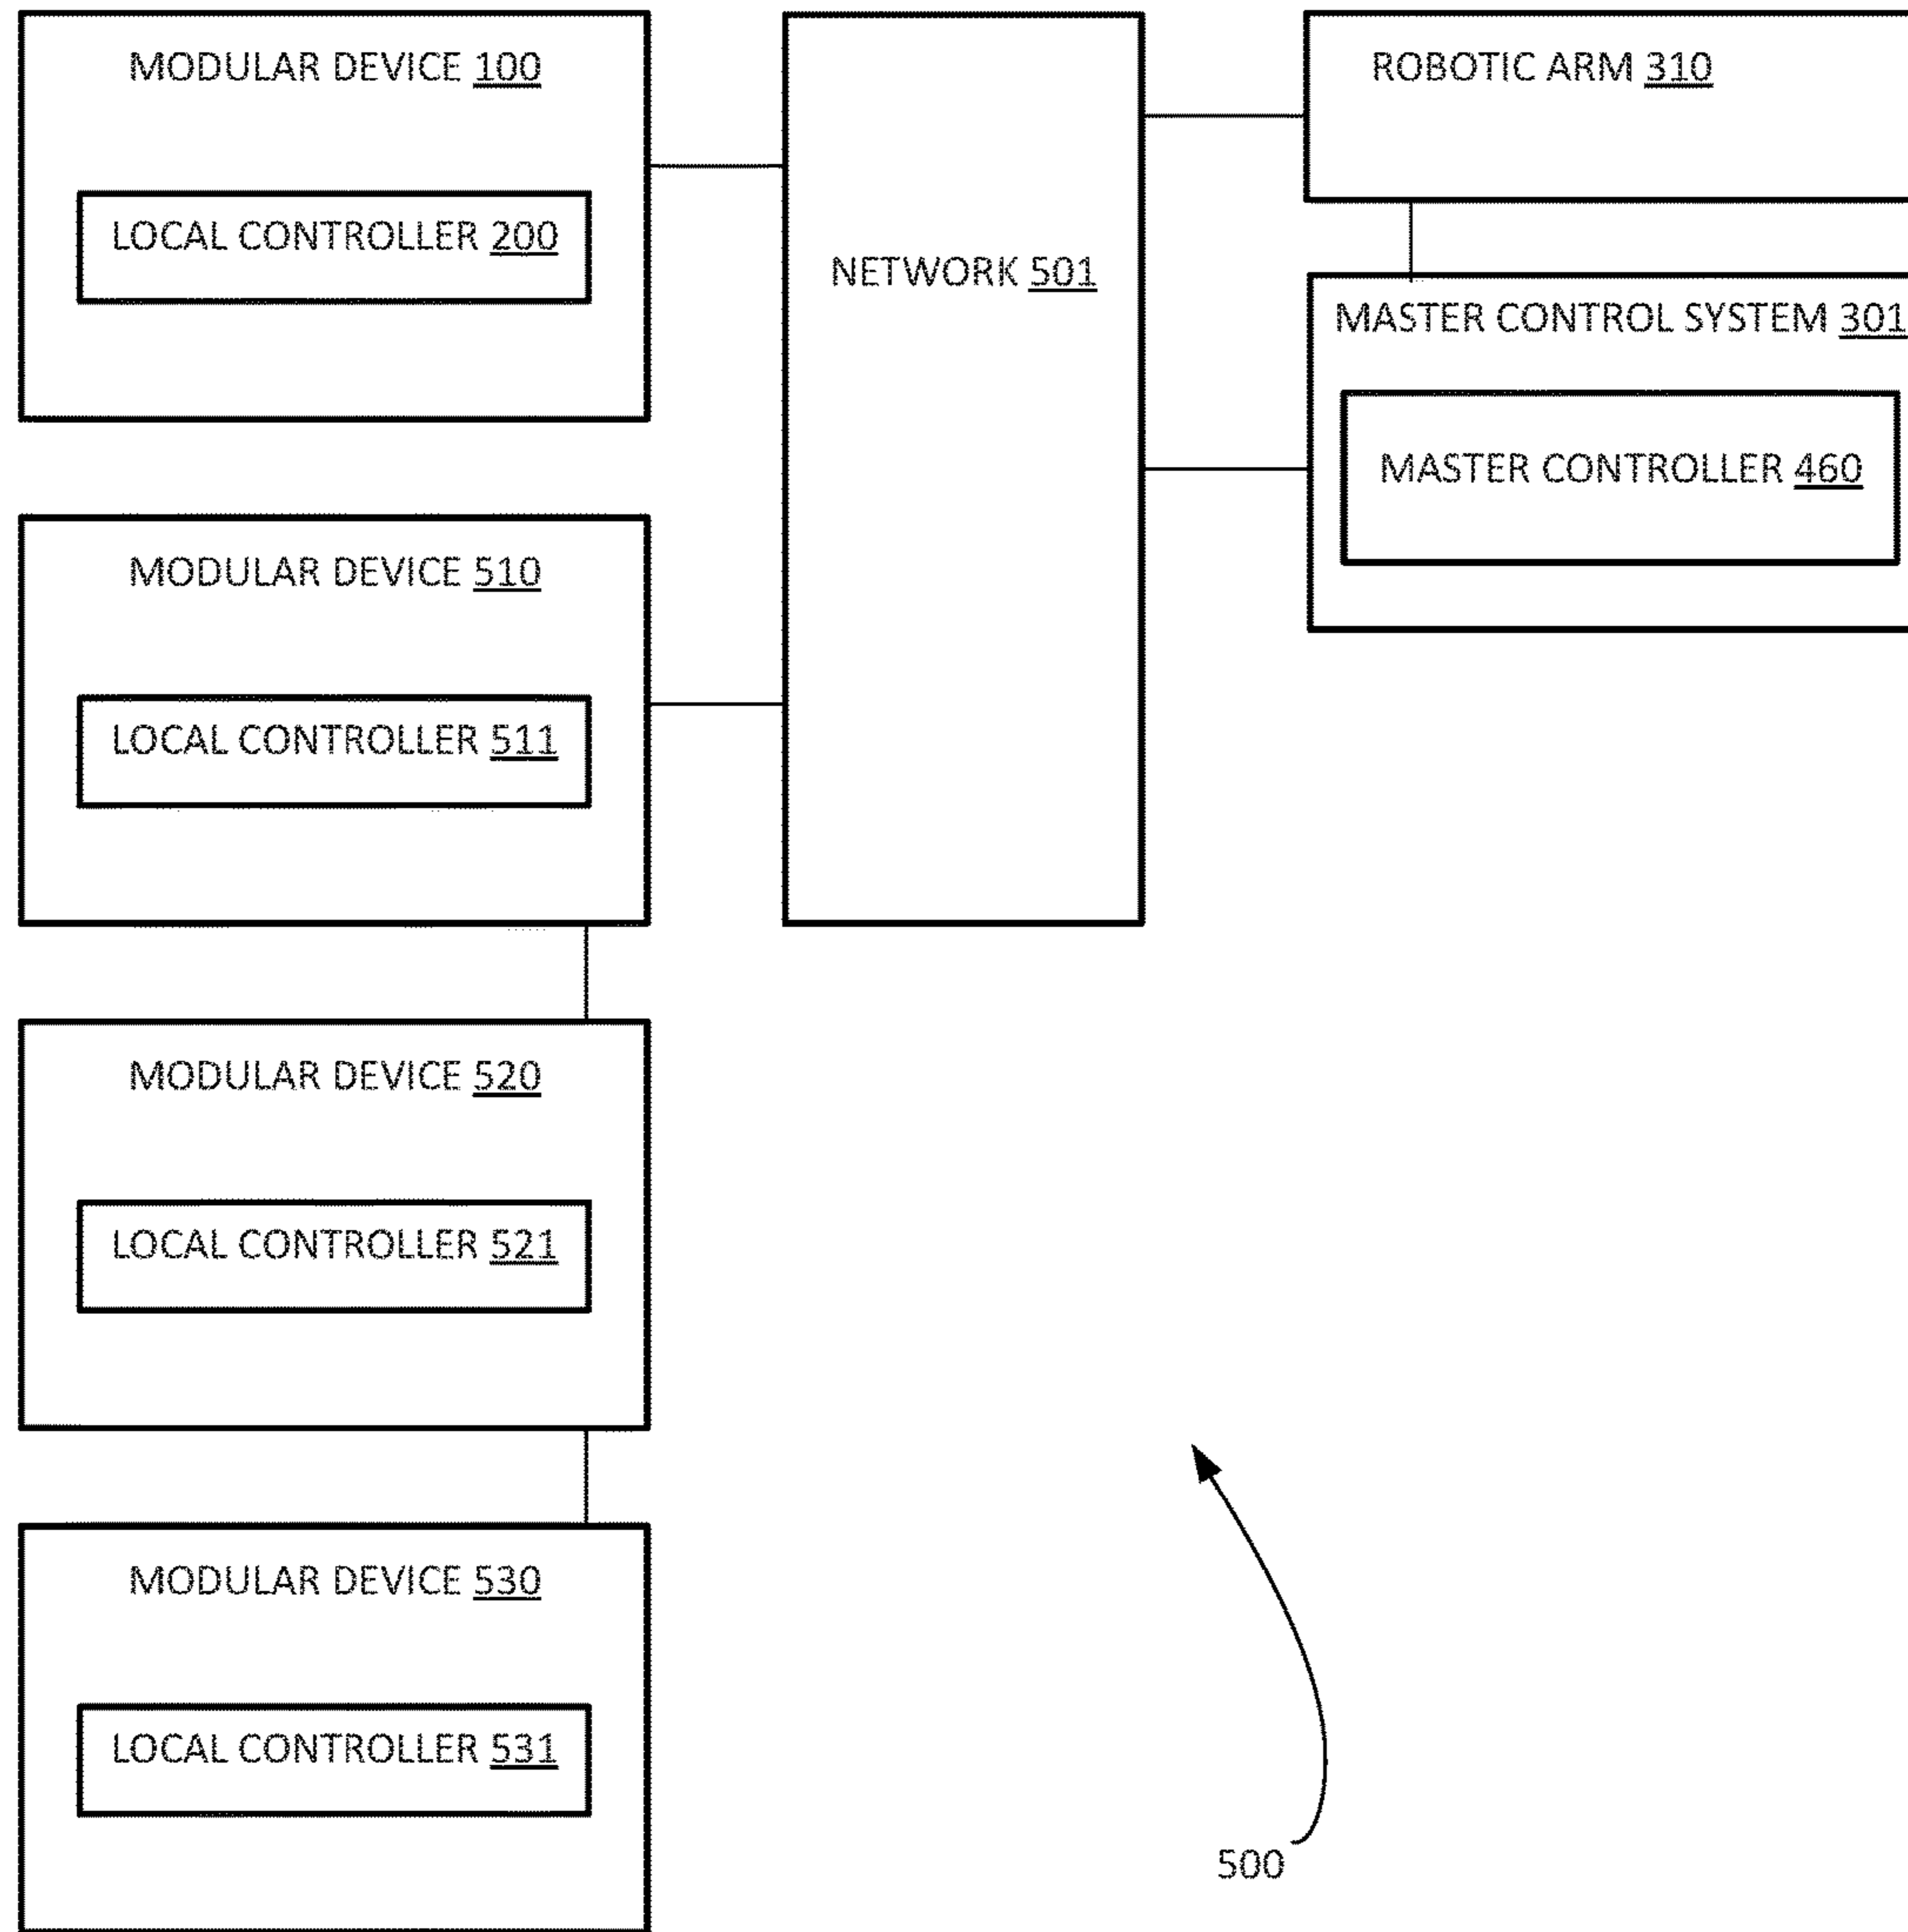 MODULAR DEVICE 100
LOCAL CONTROLLER 200
MODULAR DEVICE 510
LOCAL CONTROLLER 511
MODULAR DEVICE 520
LOCAL CONTROLLER 521
MODULAR DEVICE 530
LOCAL CONTROLLER 531
NETWORK 501
ROBOTIC ARM 310
MASTER CONTROL SYSTEM 301
MASTER CONTROLLER 460
500